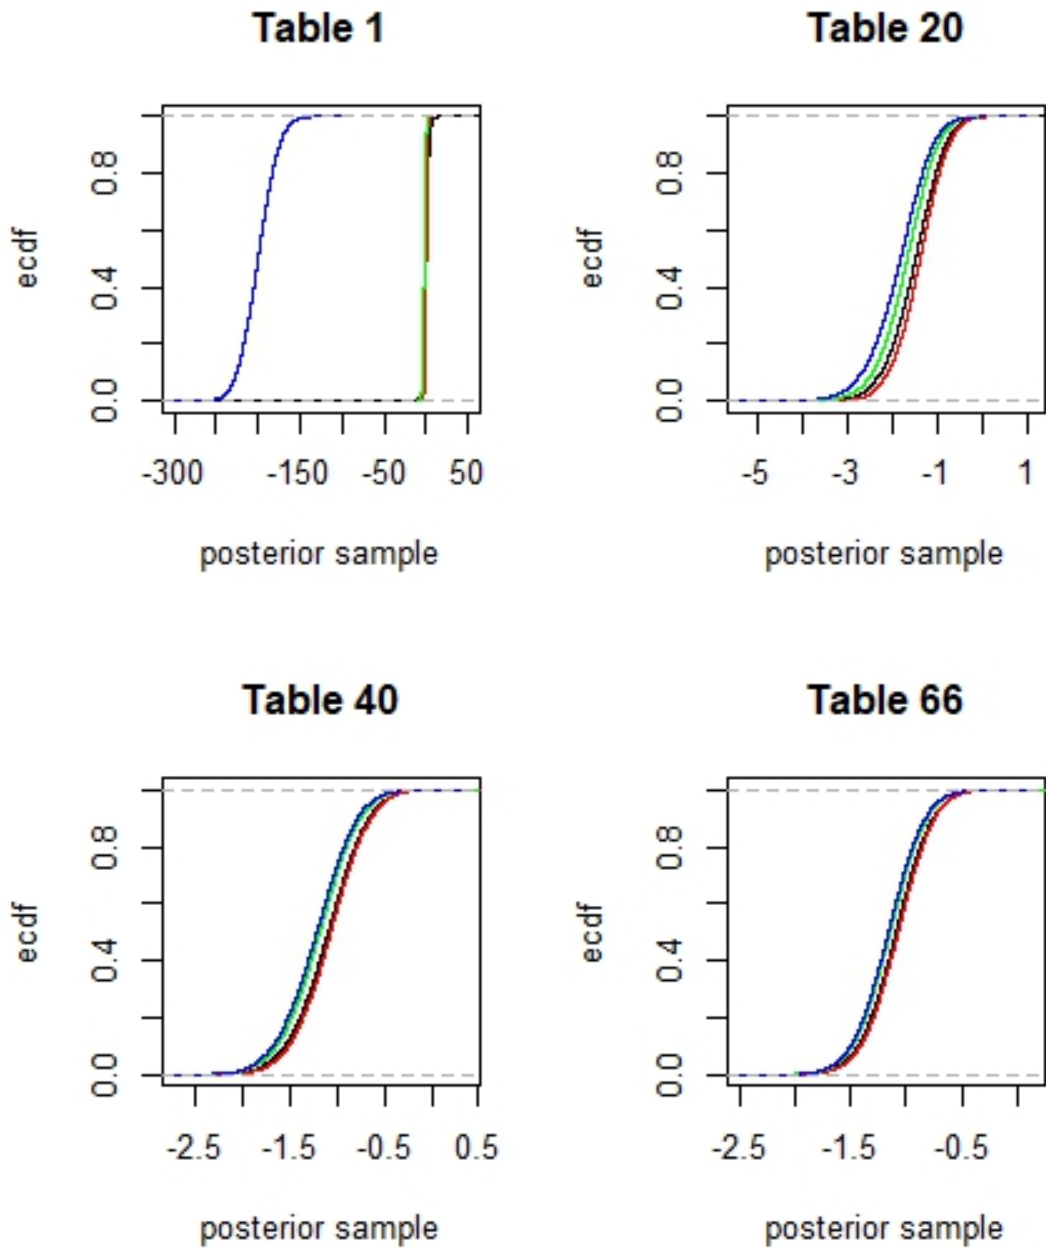 Table 1
ecdf
0.0 0.4 0.8
-300 -150 -50 50
posterior sample
Table 20
ecdf
0.0 0.4 0.8
-5 -3 -1 1
posterior sample
Table 40
ecdf
0.0 0.4 0.8
-2.5 -1.5 -0.5 0.5
posterior sample
Table 66
ecdf
0.0 0.4 0.8
-2.5 -1.5 -0.5
posterior sample